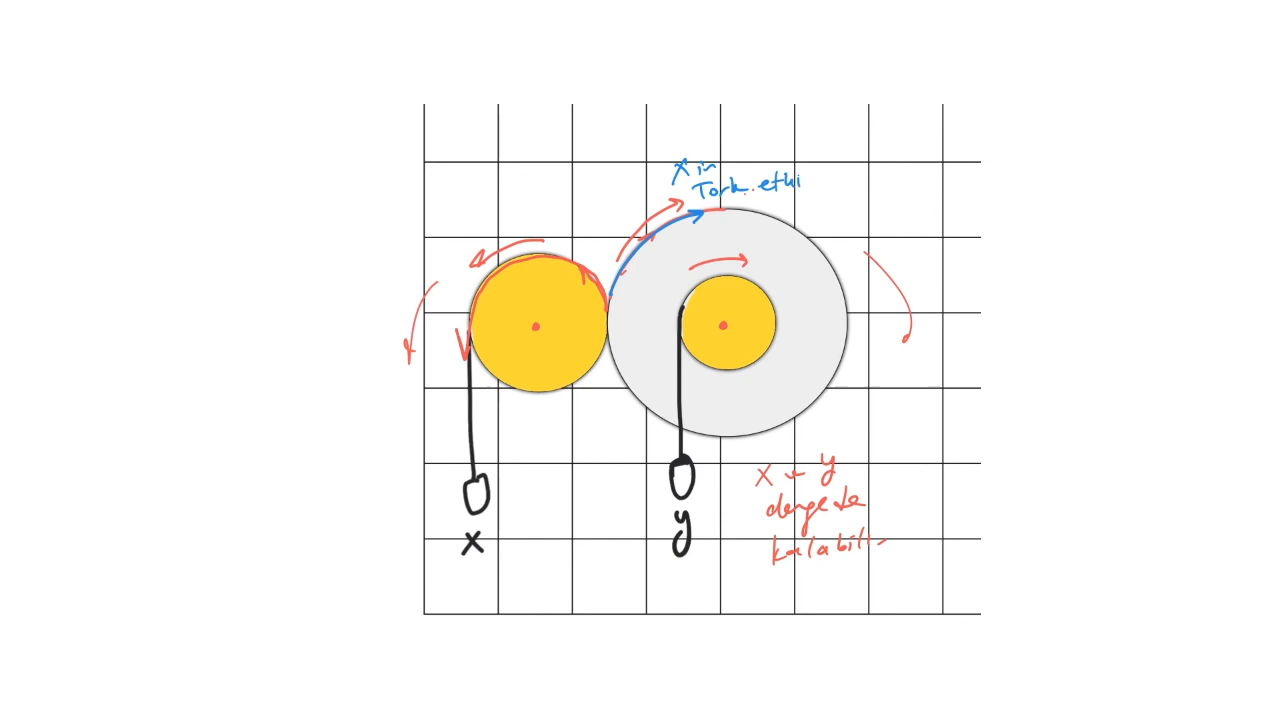 X in
Tork etki
x
y
x ve y
dengede
kalabilir